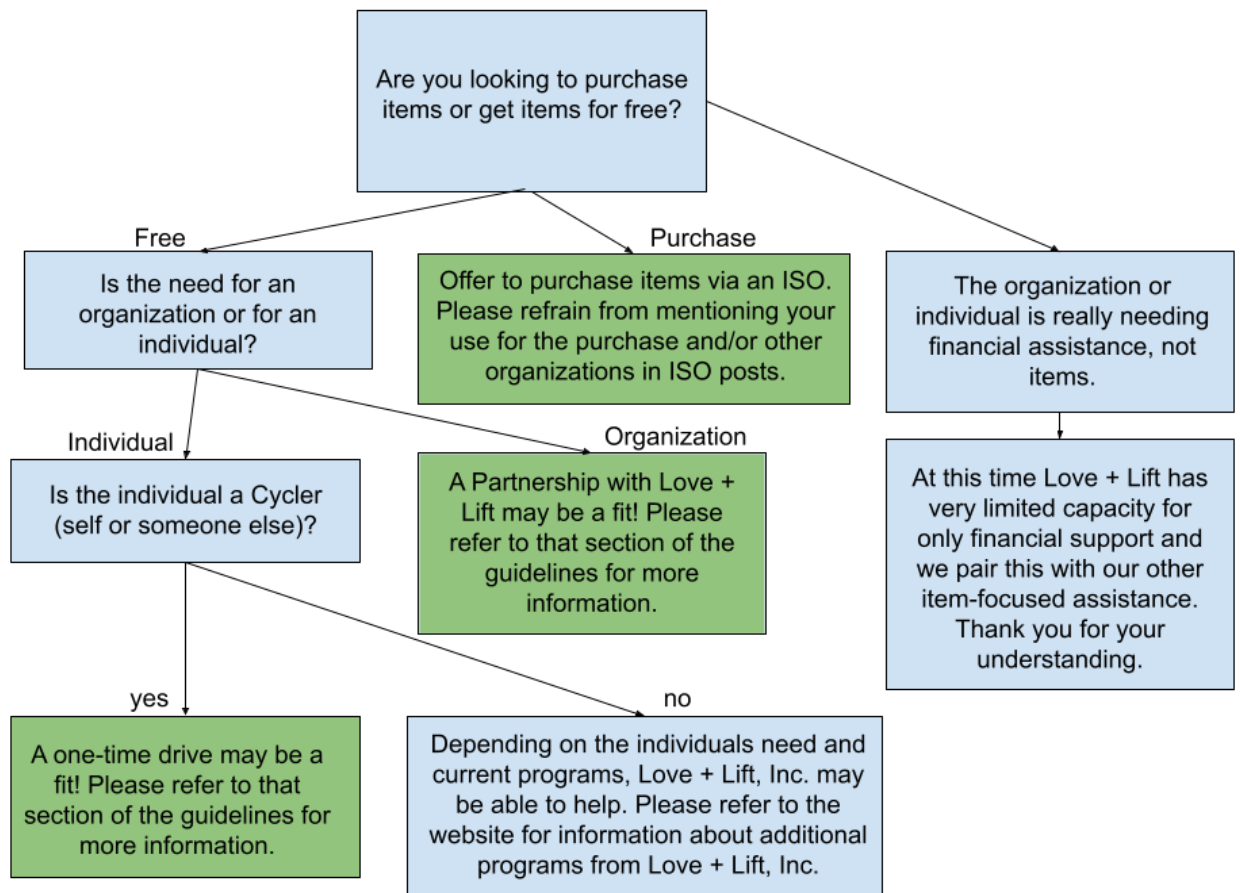 Are you looking to purchase
items or get items for free?
Free
Purchase
Is the need for an
organization or for an
individual?
Offer to purchase items via an ISO.
Please refrain from mentioning your
use for the purchase and/or other
organizations in ISO posts.
The organization or
individual is really needing
financial assistance, not
items.
Individual
Organization
Is the individual a Cycler
(self or someone else)?
A Partnership with Love +
Lift may be a fit! Please
refer to that section of the
guidelines for more
information.
At this time Love + Lift has
very limited capacity for
only financial support and
we pair this with our other
item-focused assistance.
Thank you for your
understanding.
yes
no
A one-time drive may be a
fit! Please refer to that
section of the guidelines for
more information.
Depending on the individuals need and
current programs, Love + Lift, Inc. may
be able to help. Please refer to the
website for information about additional
programs from Love + Lift, Inc.